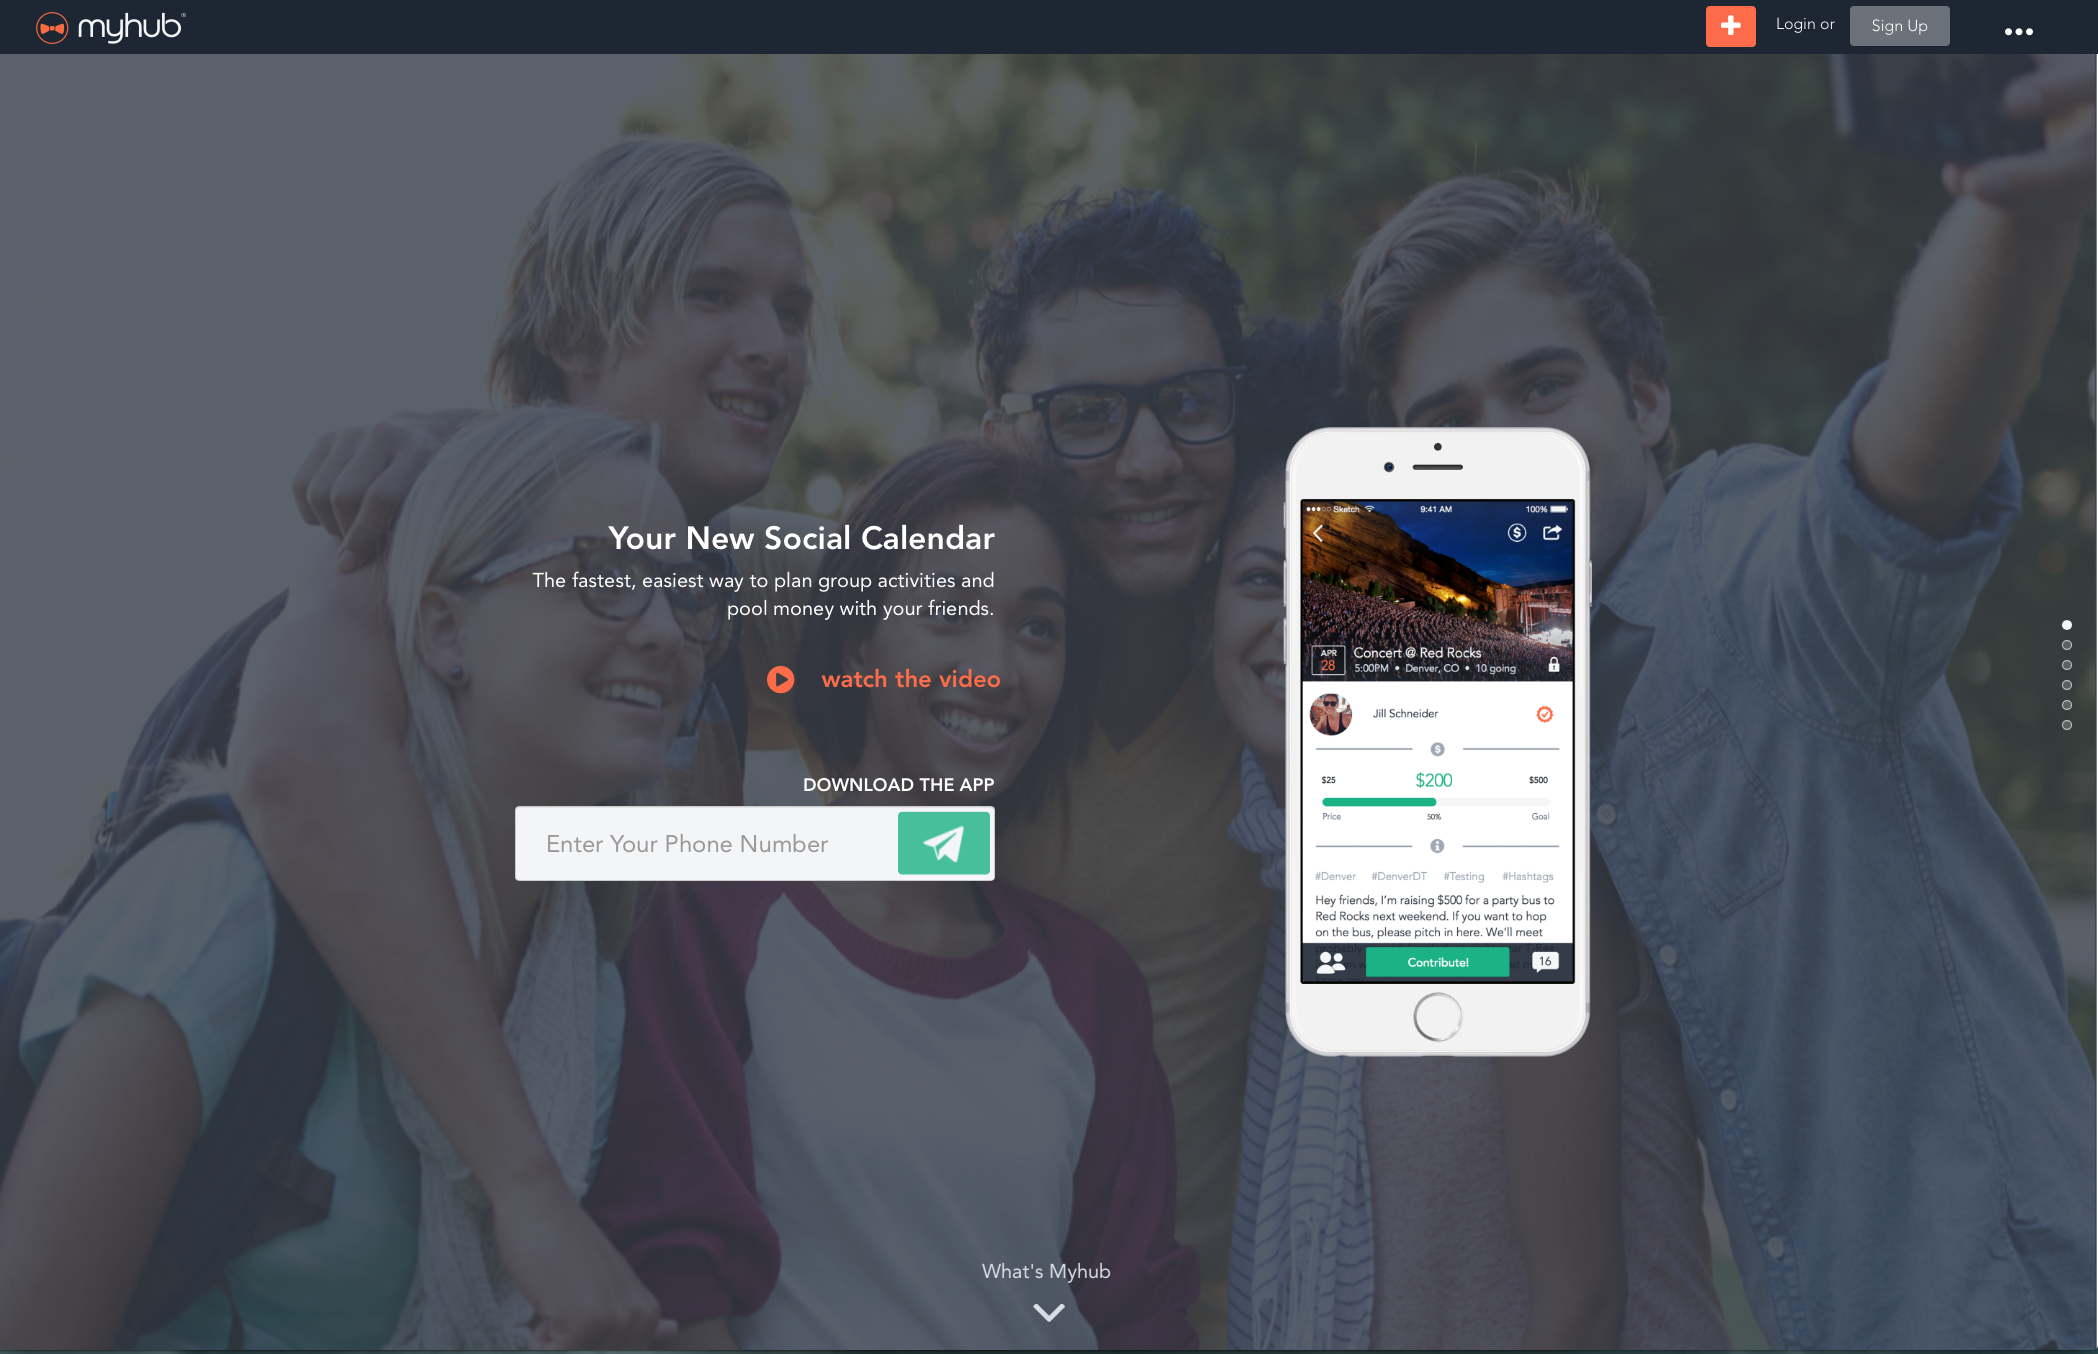 myhub
Login or
Sign Up
Your New Social Calendar
The fastest, easiest way to plan group activities and
pool money with your friends.
watch the video
DOWNLOAD THE APP
Enter Your Phone Number
Sketch
9:41 AM
100%
APR
28
Concert @ Red Rocks
5:00PM • Denver, CO • 10 going
Jill Schneider
$25
$200
$500
Price
50%
Goal
#Denver #DenverDT #Testing #Hashtags
Hey friends, I'm raising $500 for a party bus to
Red Rocks next weekend. If you want to hop
on the bus, please pitch in here. We'll meet
Contribute!
16
What's Myhub